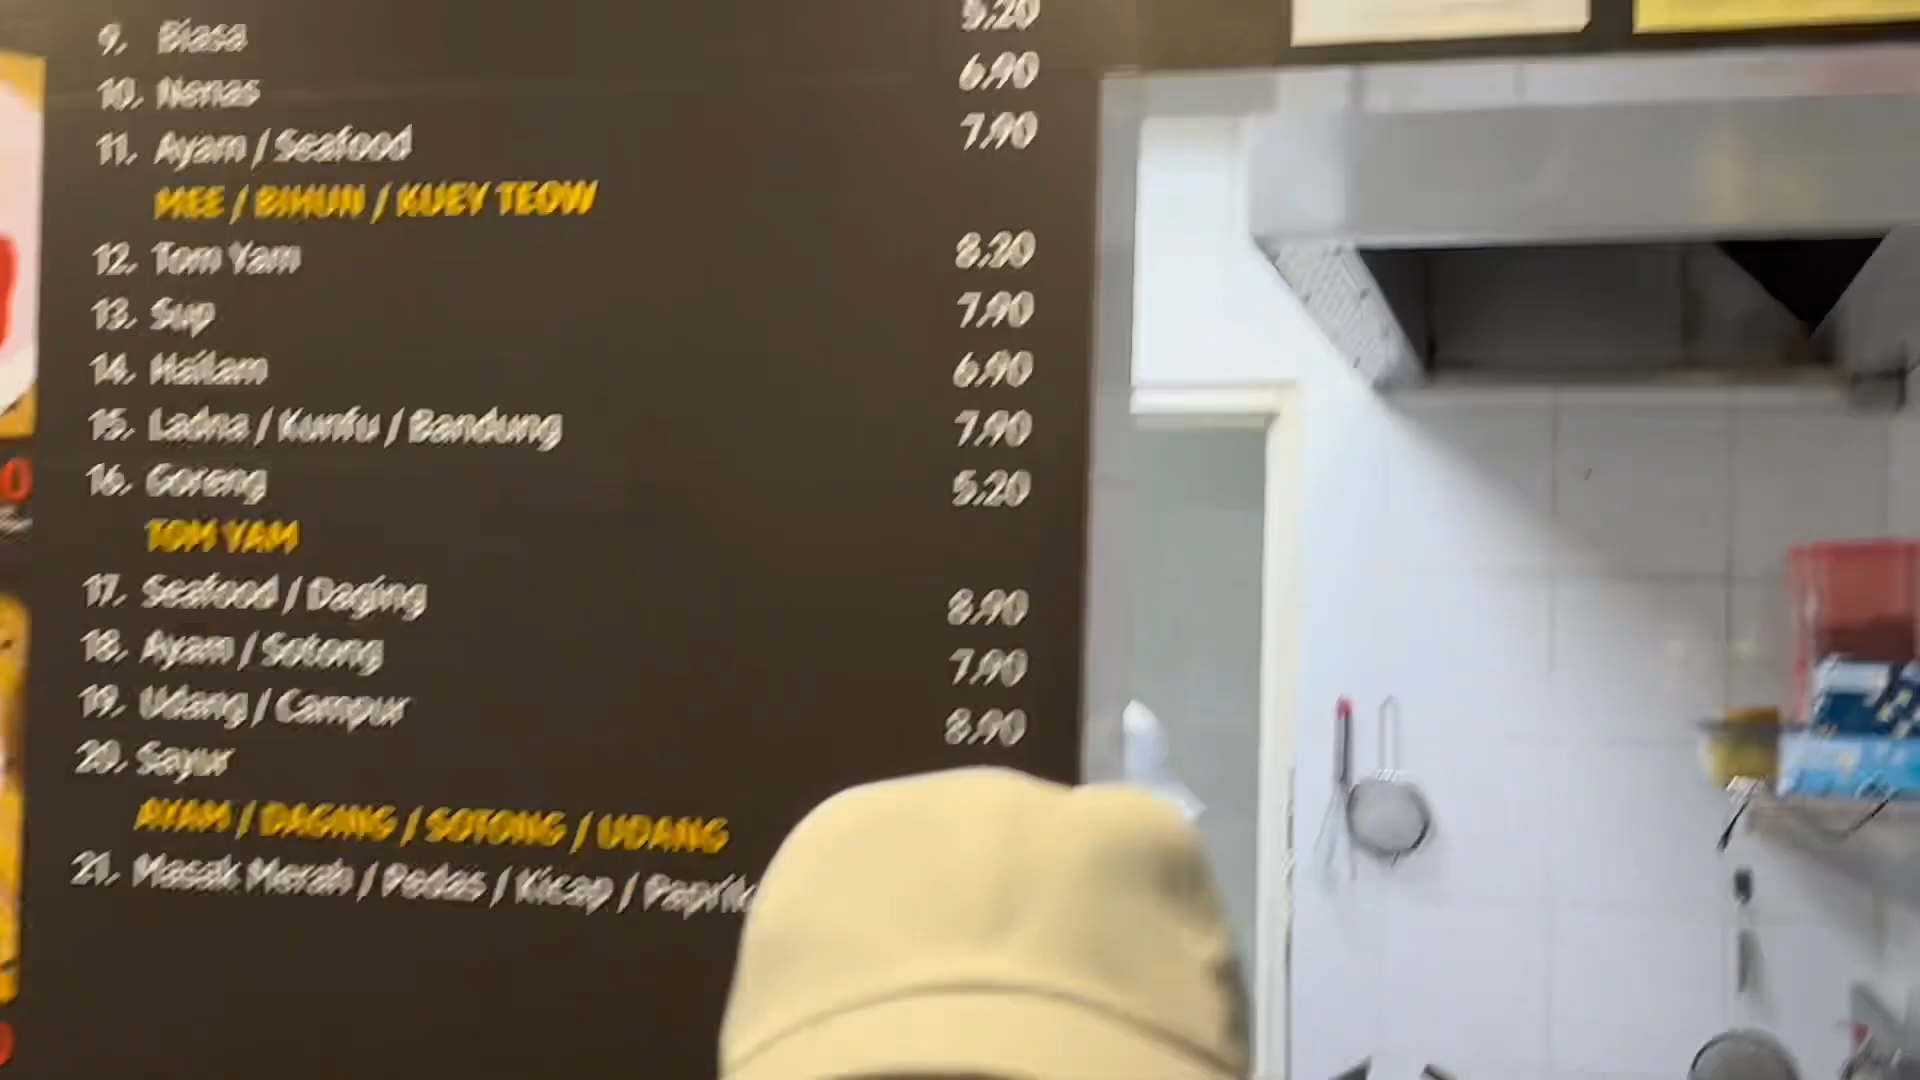 9. Biasa 5.20
10. Nenas 6.90
11. Ayam / Seafood 7.90
MEE / BIHUN / KUEY TEOW
12. Tom Yam 8.20
13. Sup 7.90
14. Hailam 6.90
15. Ladna / Kunfu / Bandung 7.90
16. Goreng 5.20
TOM YAM
17. Seafood / Daging 8.90
18. Ayam / Sotong 7.90
19. Udang / Campur 8.90
20. Sayur
AYAM / DAGING / SOTONG / UDANG
21. Masak Merah / Pedas / Kicap /